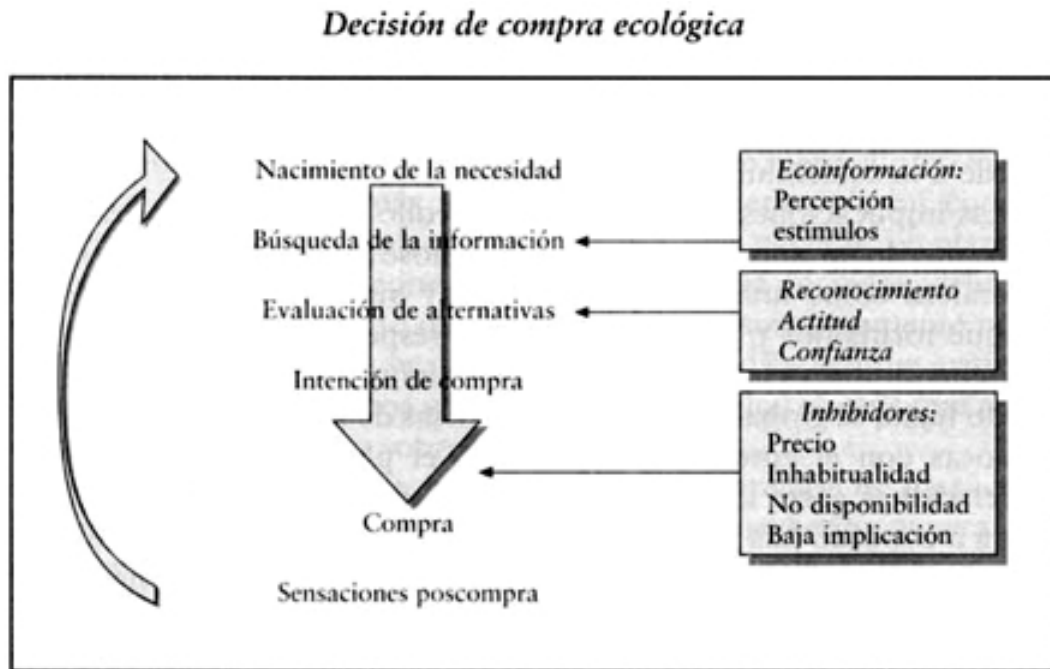 Decisión de compra ecológica
Nacimiento de la necesidad
Búsqueda de la información
Evaluación de alternativas
Intención de compra
Compra
Sensaciones poscompra
Ecoinformación:
Percepción
estímulos
Reconocimiento
Actitud
Confianza
Inhibidores:
Precio
Inhabitualidad
No disponibilidad
Baja implicación